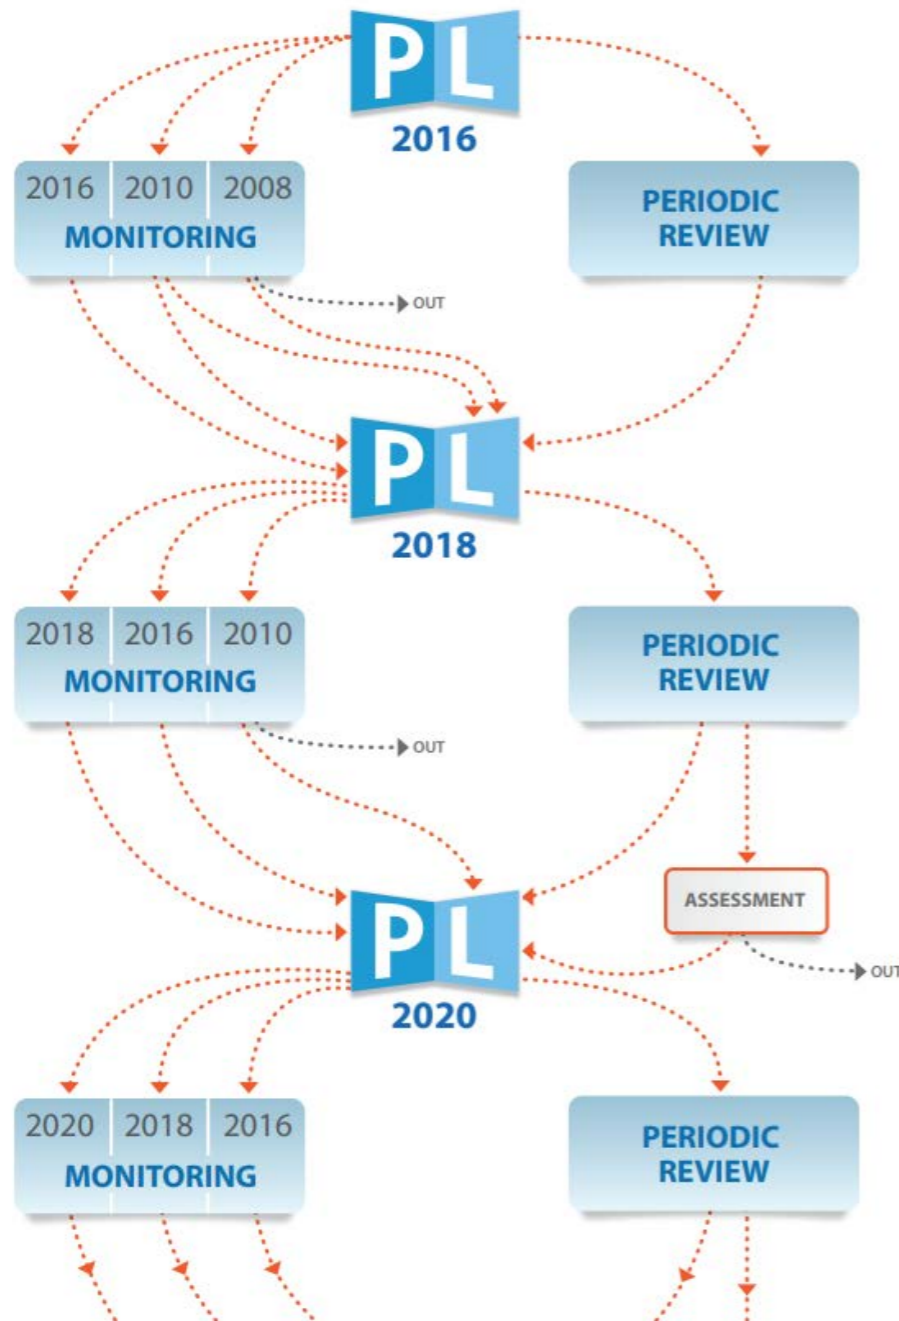 PL
2016
2016 2010 2008
MONITORING
PERIODIC
REVIEW
OUT
PL
2018
2018 2016 2010
MONITORING
PERIODIC
REVIEW
OUT
ASSESSMENT
PL
OUT
2020
2020 2018 2016
MONITORING
PERIODIC
REVIEW